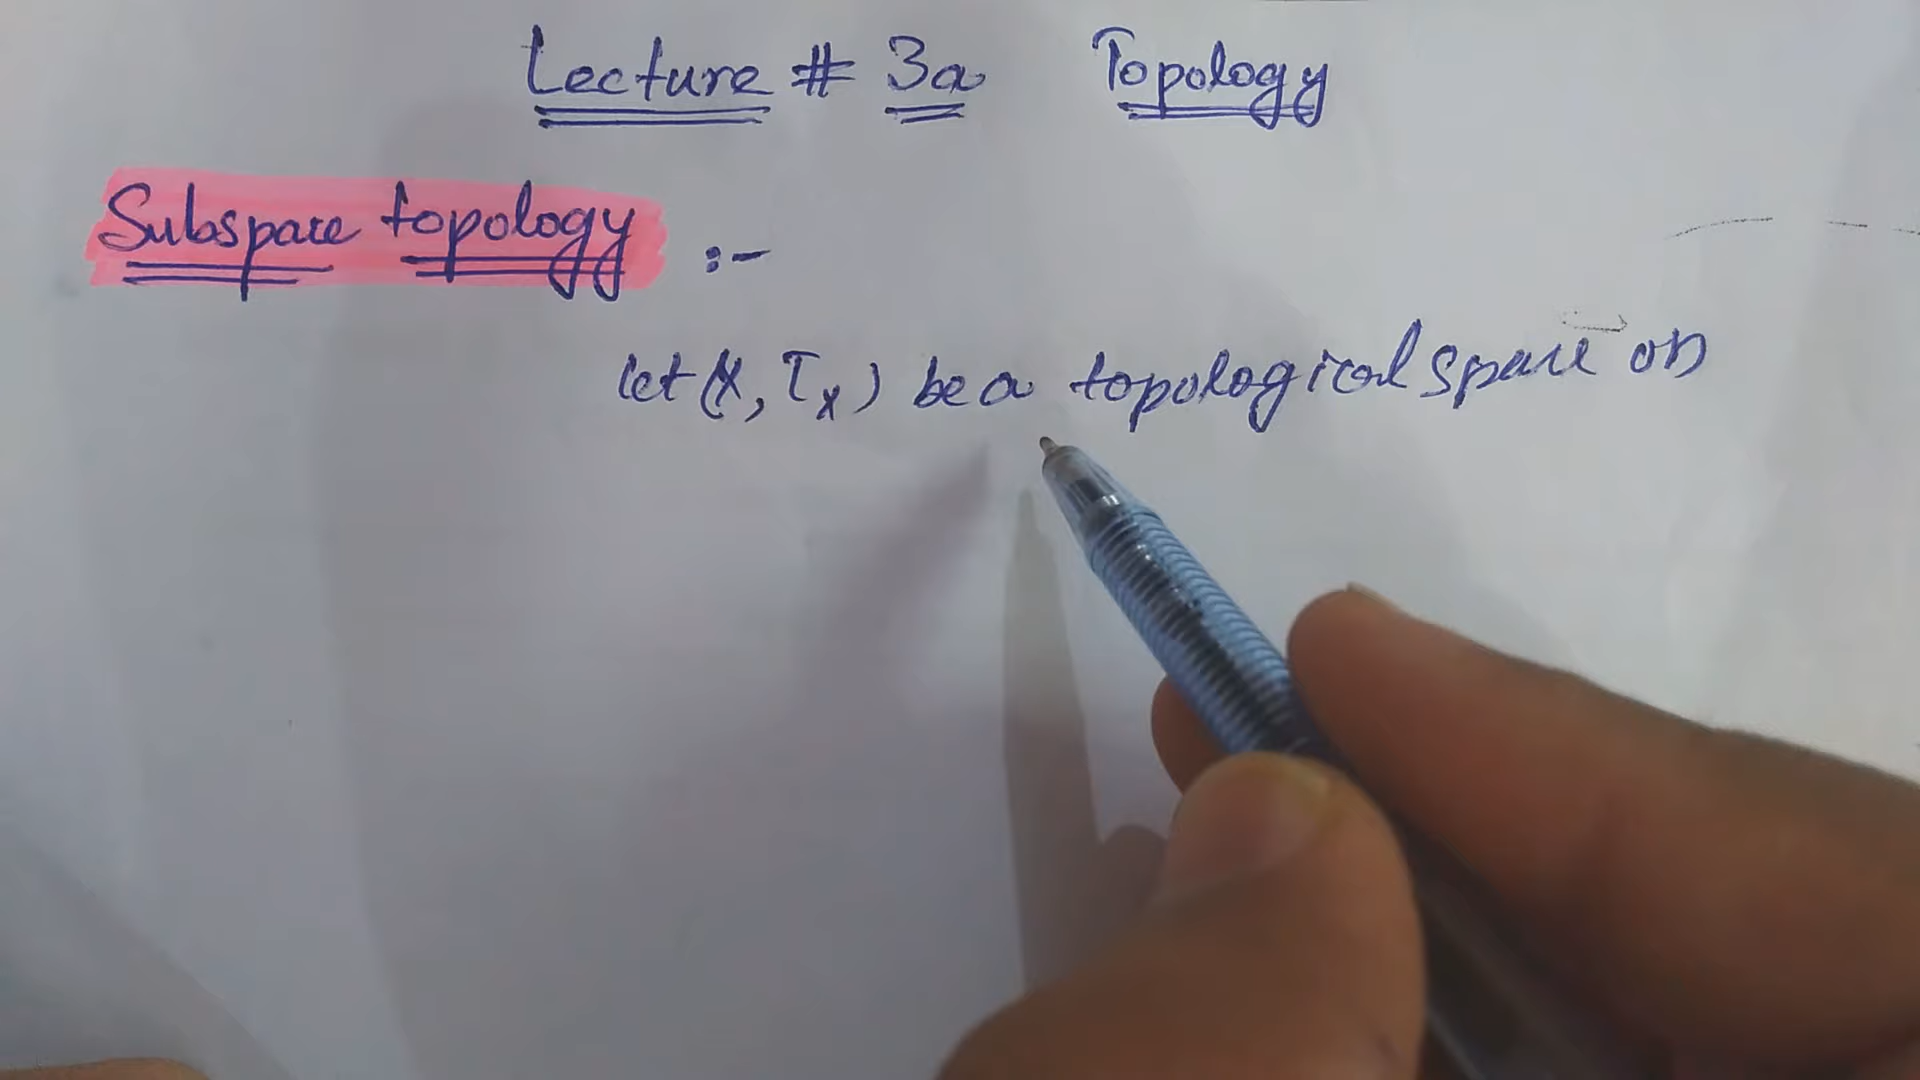 Lecture # 3a Topology
Subspace topology :-
let (X, τx) be a topological space on